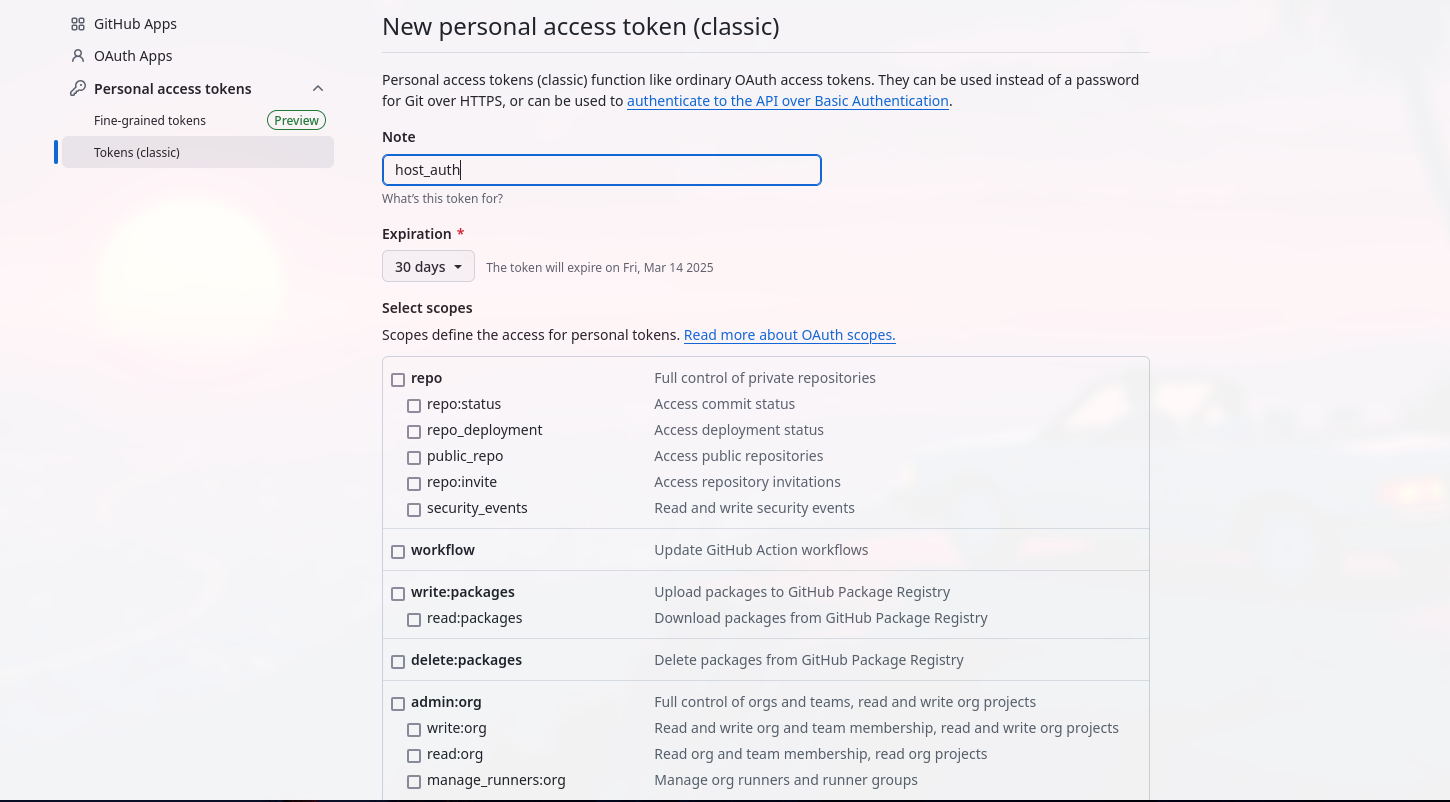 GitHub Apps
OAuth Apps
Personal access tokens
Fine-grained tokens Preview
Tokens (classic)
New personal access token (classic)
Personal access tokens (classic) function like ordinary OAuth access tokens. They can be used instead of a password
for Git over HTTPS, or can be used to authenticate to the API over Basic Authentication.
Note
host_auth
What's this token for?
Expiration *
30 days The token will expire on Fri, Mar 14 2025
Select scopes
Scopes define the access for personal tokens. Read more about OAuth scopes.
repo Full control of private repositories
repo:status Access commit status
repo_deployment Access deployment status
public_repo Access public repositories
repo:invite Access repository invitations
security_events Read and write security events
workflow Update GitHub Action workflows
write:packages Upload packages to GitHub Package Registry
read:packages Download packages from GitHub Package Registry
delete:packages Delete packages from GitHub Package Registry
admin:org Full control of orgs and teams, read and write org projects
write:org Read and write org and team membership, read and write org projects
read:org Read org and team membership, read org projects
manage_runners:org Manage org runners and runner groups